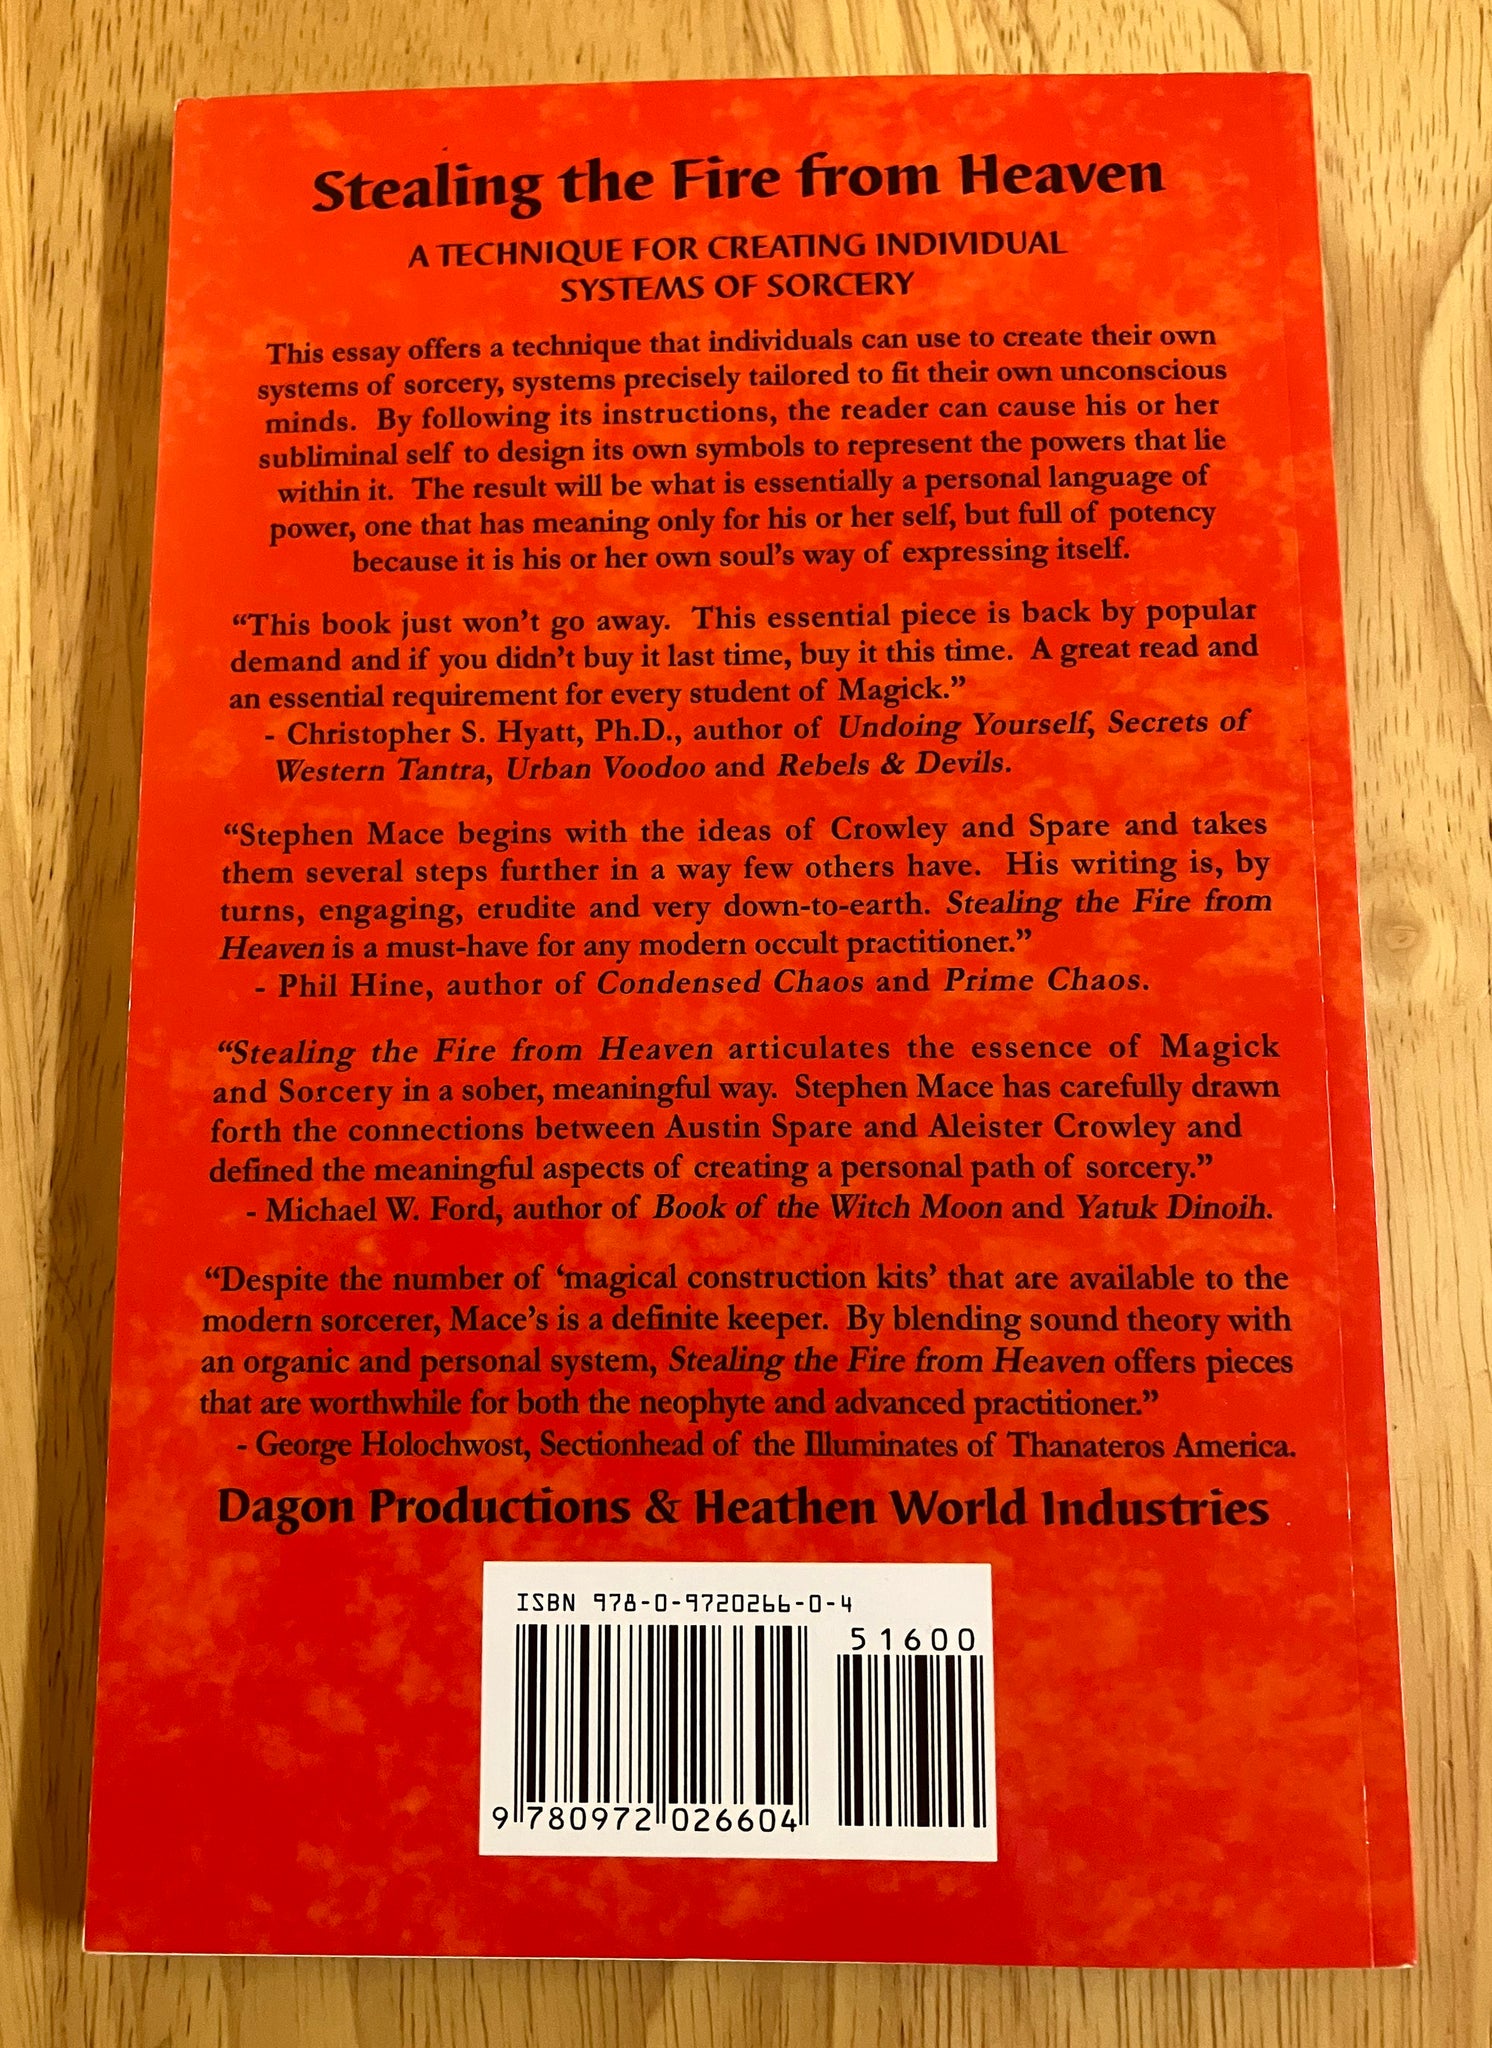 Stealing the Fire from Heaven
A TECHNIQUE FOR CREATING INDIVIDUAL
SYSTEMS OF SORCERY
This essay offers a technique that individuals can use to create their own
systems of sorcery, systems precisely tailored to fit their own unconscious
minds. By following its instructions, the reader can cause his or her
subliminal self to design its own symbols to represent the powers that lie
within it. The result will be what is essentially a personal language of
power, one that has meaning only for his or her self, but full of potency
because it is his or her own soul's way of expressing itself.
“This book just won't go away. This essential piece is back by popular
demand and if you didn't buy it last time, buy it this time. A great read and
an essential requirement for every student of Magick.”
- Christopher S. Hyatt, Ph.D., author of Undoing Yourself, Secrets of
Western Tantra, Urban Voodoo and Rebels & Devils.
“Stephen Mace begins with the ideas of Crowley and Spare and takes
them several steps further in a way few others have. His writing is, by
turns, engaging, erudite and very down-to-earth. Stealing the Fire from
Heaven is a must-have for any modern occult practitioner.”
- Phil Hine, author of Condensed Chaos and Prime Chaos.
“Stealing the Fire from Heaven articulates the essence of Magick
and Sorcery in a sober, meaningful way. Stephen Mace has carefully drawn
forth the connections between Austin Spare and Aleister Crowley and
defined the meaningful aspects of creating a personal path of sorcery.”
- Michael W. Ford, author of Book of the Witch Moon and Yatuk Dinoih.
“Despite the number of ‘magical construction kits’ that are available to the
modern sorcerer, Mace's is a definite keeper. By blending sound theory with
an organic and personal system, Stealing the Fire from Heaven offers pieces
that are worthwhile for both the neophyte and advanced practitioner.”
- George Holochwost, Sectionhead of the Illuminates of Thanateros America.
Dagon Productions & Heathen World Industries
ISBN 978-0-9720266-0-4
51600
9 780972 026604